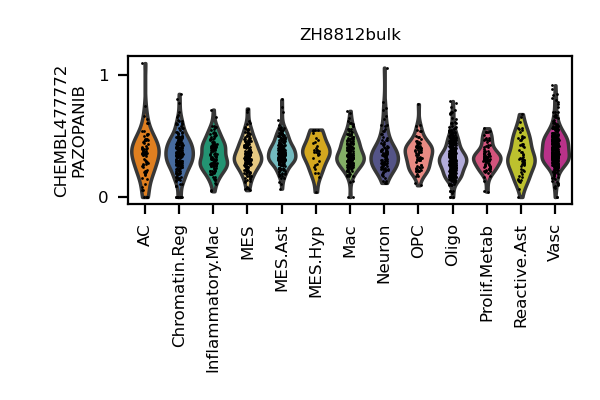 ZH8812bulk
CHEMBL477772
PAZOPANIB
1
0
AC
Chromatin.Reg
Inflammatory.Mac
MES
MES.Ast
MES.Hyp
Mac
Neuron
OPC
Oligo
Prolif.Metab
Reactive.Ast
Vasc